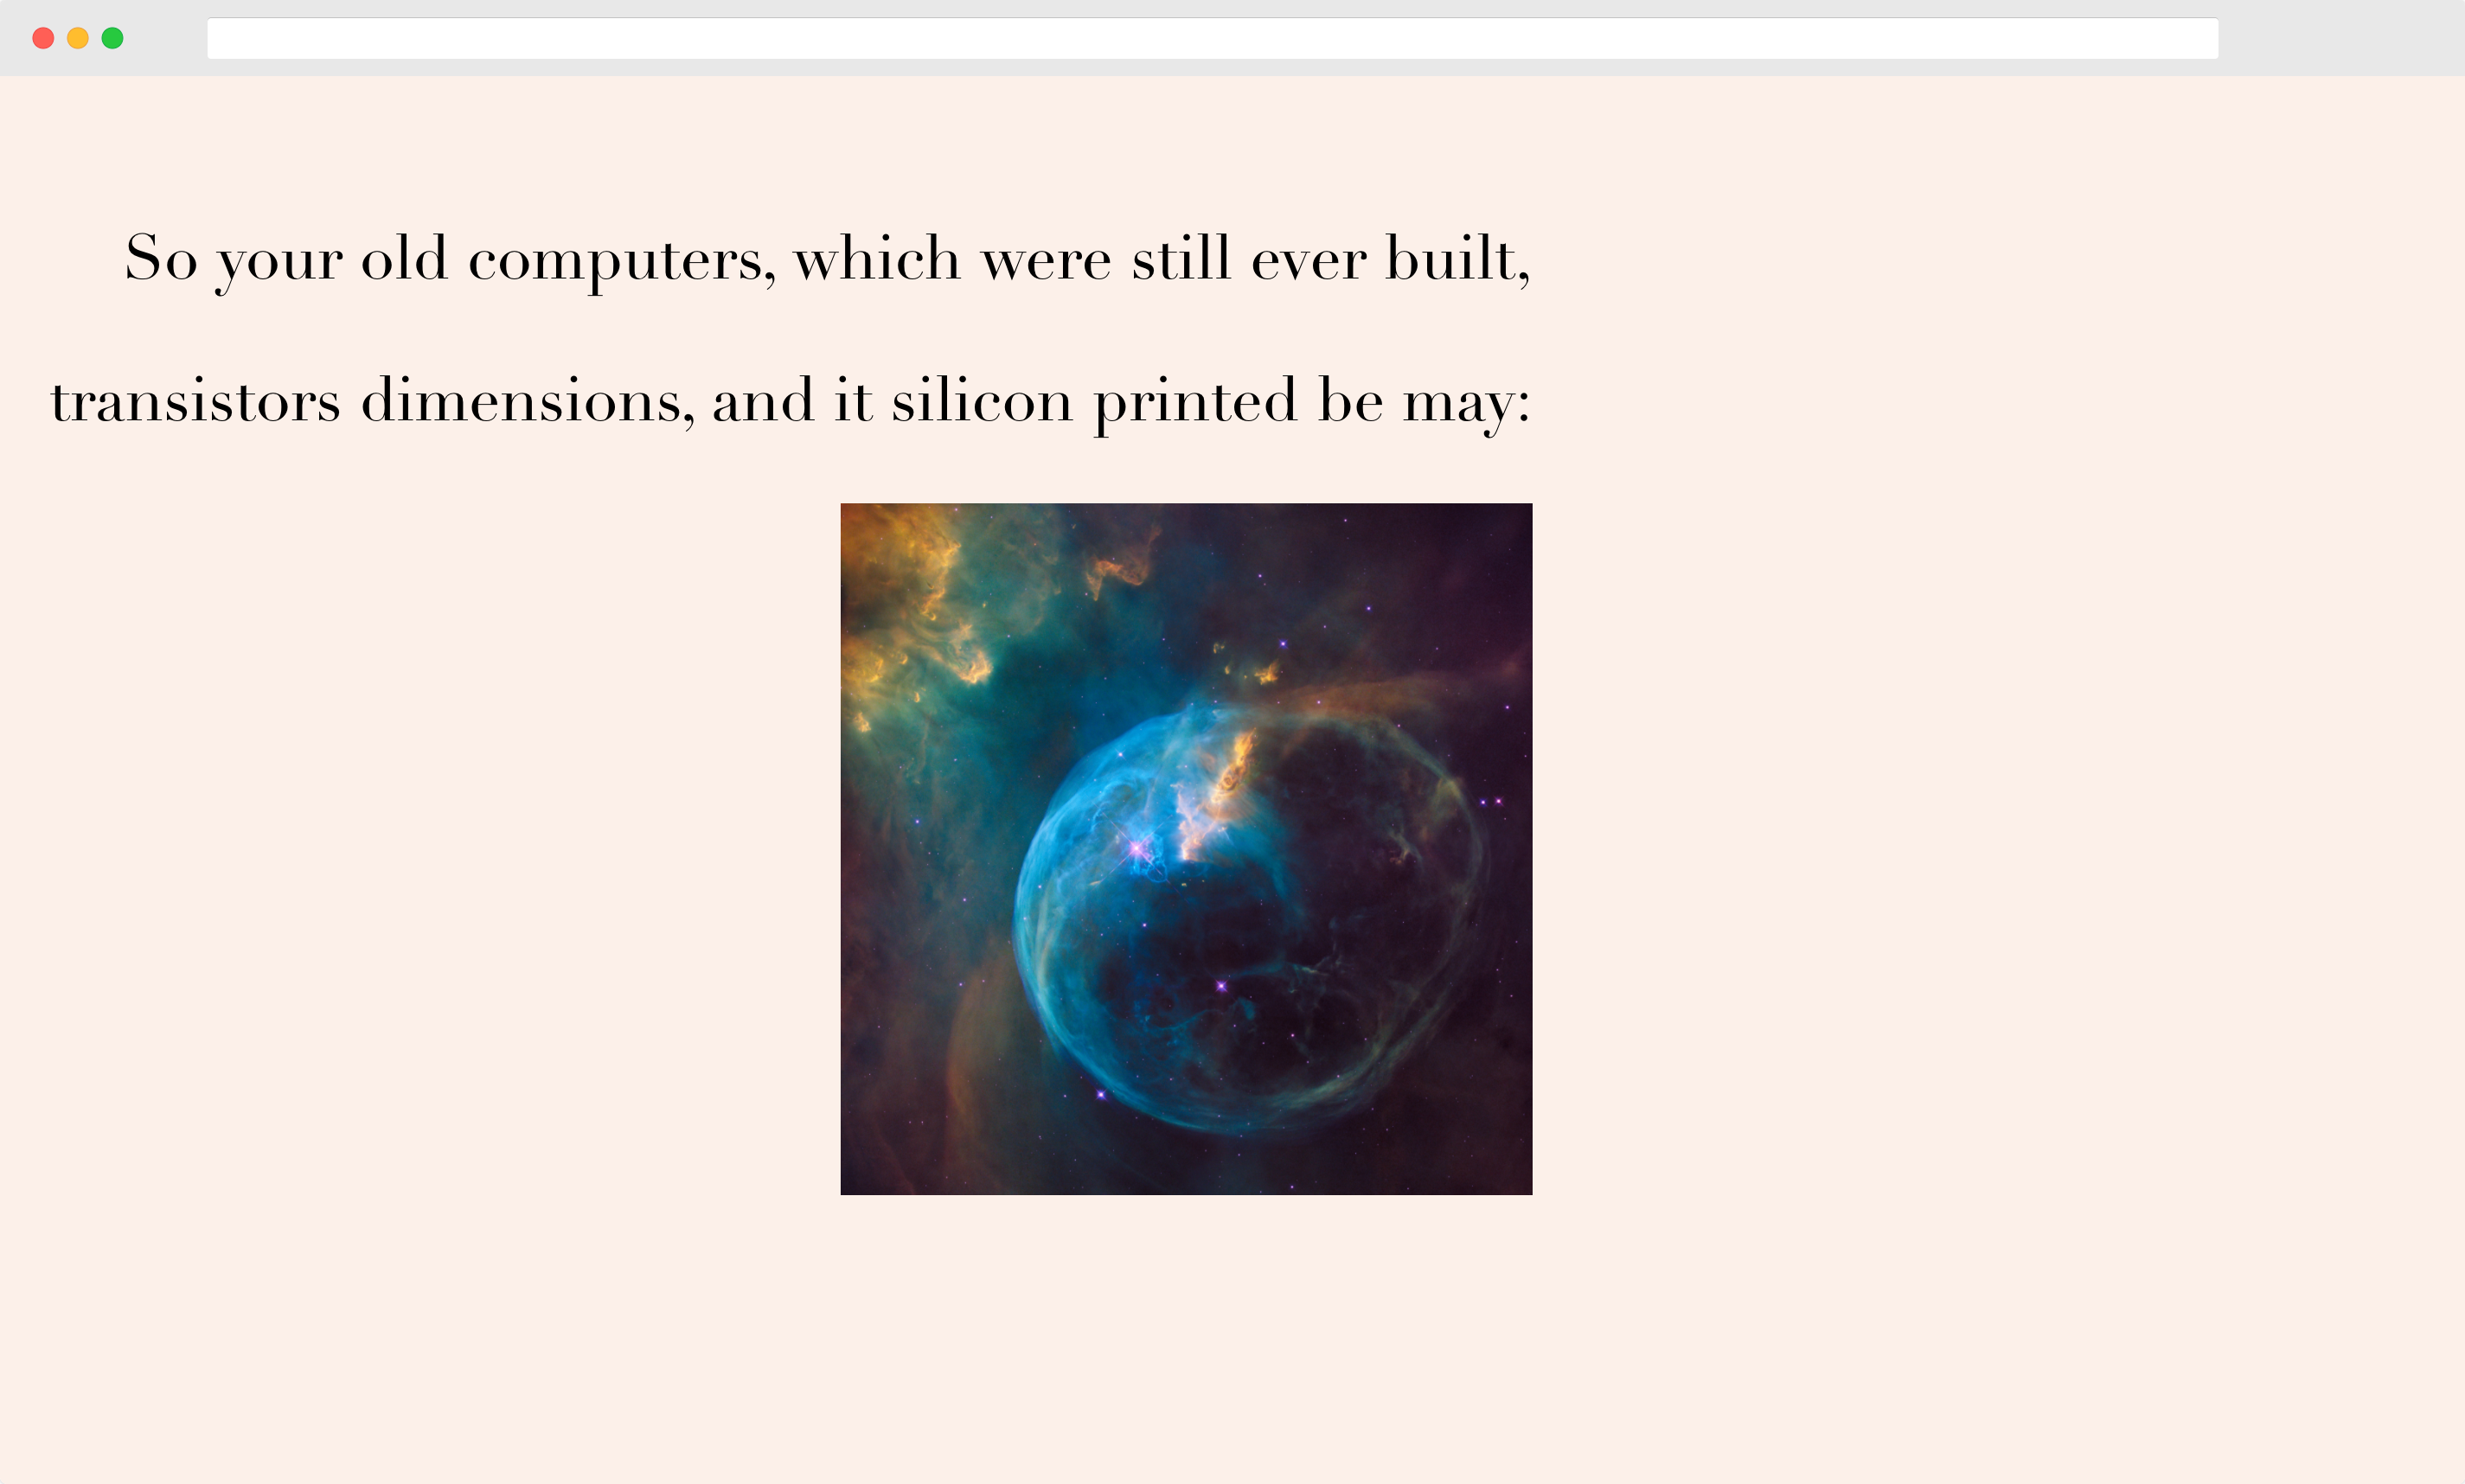 So your old computers, which were still ever built,
transistors dimensions, and it silicon printed be may: